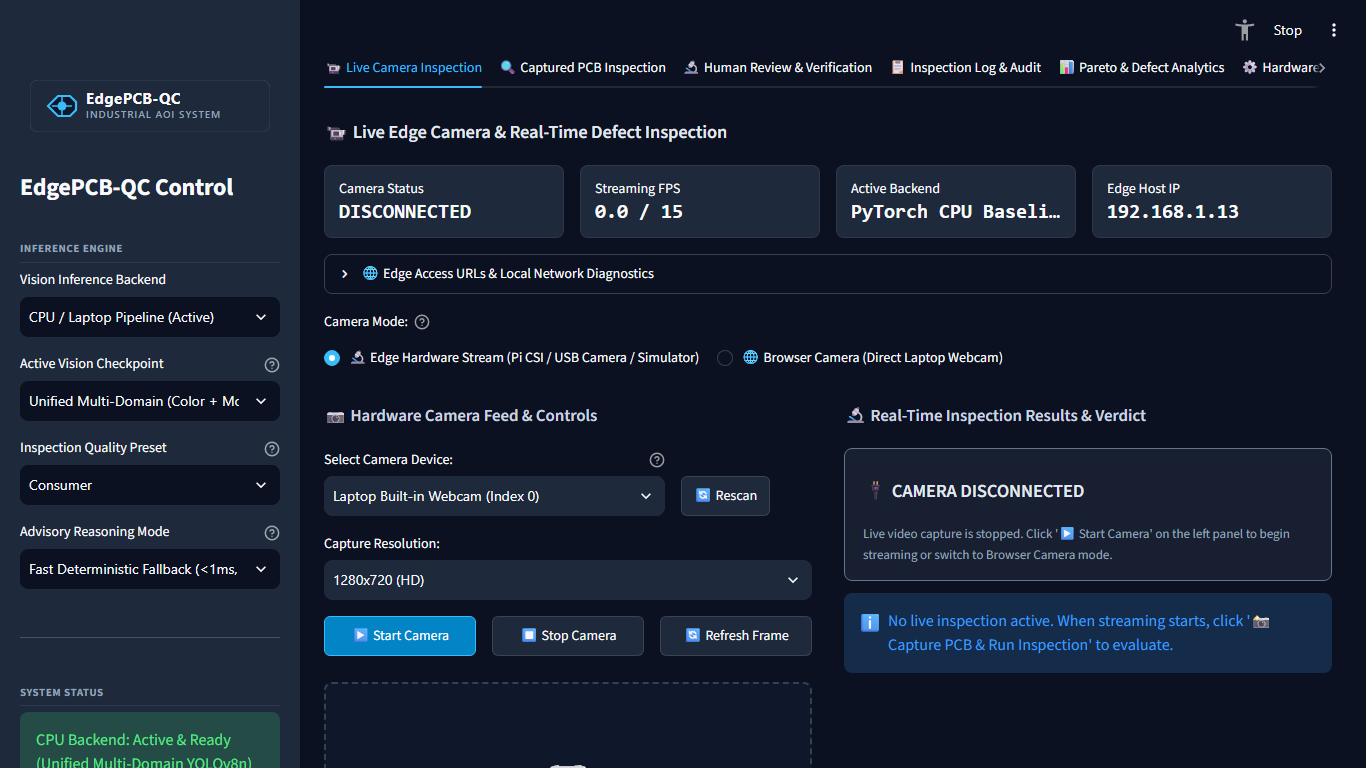 Stop
EdgePCB-QC
INDUSTRIAL AOI SYSTEM
EdgePCB-QC Control
INFERENCE ENGINE
Vision Inference Backend
CPU / Laptop Pipeline (Active)
Active Vision Checkpoint
Unified Multi-Domain (Color + Mo
Inspection Quality Preset
Consumer
Advisory Reasoning Mode
Fast Deterministic Fallback (<1ms,
SYSTEM STATUS
CPU Backend: Active & Ready
(Unified Multi-Domain YOLOv8n)
Live Camera Inspection
Captured PCB Inspection
Human Review & Verification
Inspection Log & Audit
Pareto & Defect Analytics
Hardware
Live Edge Camera & Real-Time Defect Inspection
Camera Status
DISCONNECTED
Streaming FPS
0.0 / 15
Active Backend
PyTorch CPU Baseli…
Edge Host IP
192.168.1.13
Edge Access URLs & Local Network Diagnostics
Camera Mode:
Edge Hardware Stream (Pi CSI / USB Camera / Simulator)
Browser Camera (Direct Laptop Webcam)
Hardware Camera Feed & Controls
Select Camera Device:
Laptop Built-in Webcam (Index 0)
Rescan
Capture Resolution:
1280x720 (HD)
Start Camera
Stop Camera
Refresh Frame
Real-Time Inspection Results & Verdict
CAMERA DISCONNECTED
Live video capture is stopped. Click '▶️ Start Camera' on the left panel to begin
streaming or switch to Browser Camera mode.
No live inspection active. When streaming starts, click '📸
Capture PCB & Run Inspection' to evaluate.